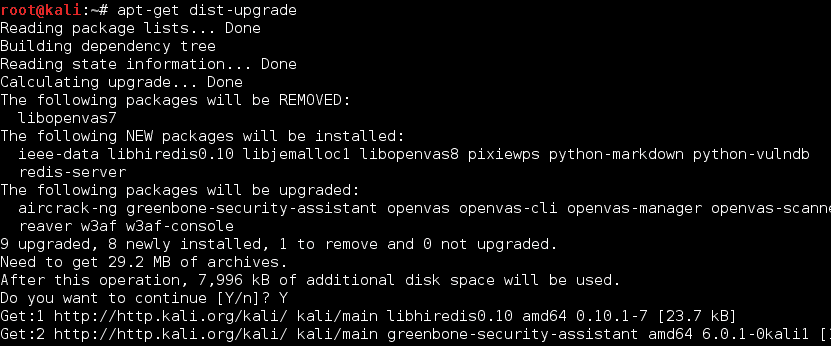 root@kali:~# apt-get dist-upgrade
Reading package lists... Done
Building dependency tree
Reading state information... Done
Calculating upgrade... Done
The following packages will be REMOVED:
  libopenvas7
The following NEW packages will be installed:
  ieee-data libhiredis0.10 libjemalloc1 libopenvas8 pixiewps python-markdown python-vulndb
  redis-server
The following packages will be upgraded:
  aircrack-ng greenbone-security-assistant openvas openvas-cli openvas-manager openvas-scanne
  reaver w3af w3af-console
9 upgraded, 8 newly installed, 1 to remove and 0 not upgraded.
Need to get 29.2 MB of archives.
After this operation, 7,996 kB of additional disk space will be used.
Do you want to continue [Y/n]? Y
Get:1 http://http.kali.org/kali/ kali/main libhiredis0.10 amd64 0.10.1-7 [23.7 kB]
Get:2 http://http.kali.org/kali/ kali/main greenbone-security-assistant amd64 6.0.1-0kali1 [